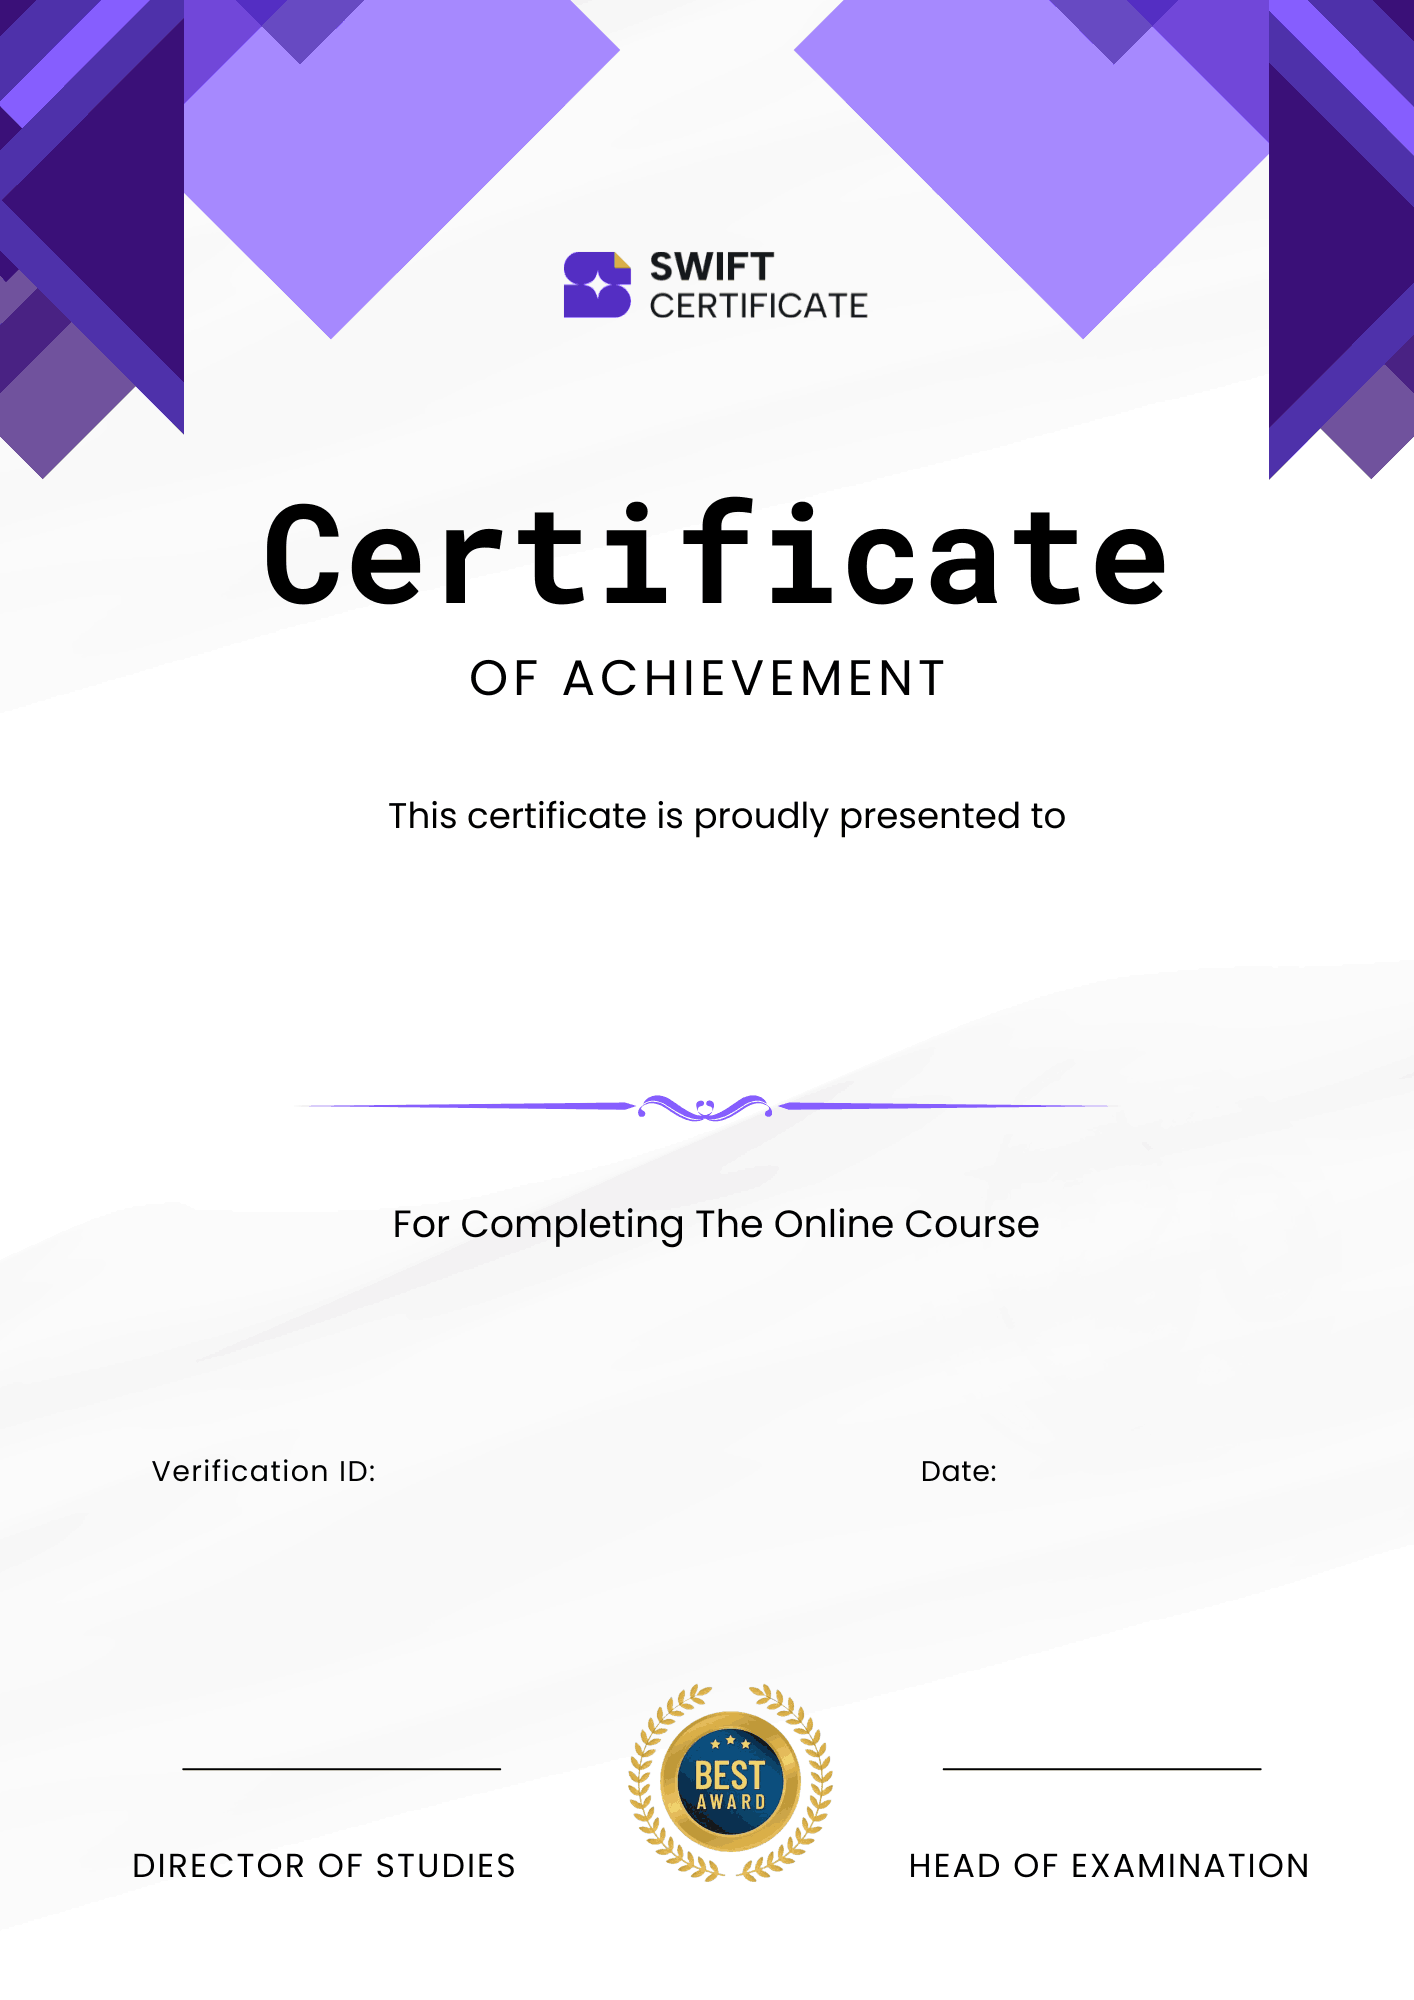 SWIFT
CERTIFICATE
Certificate
OF ACHIEVEMENT
This certificate is proudly presented to
For Completing The Online Course
Verification ID:
Date:
BEST
AWARD
DIRECTOR OF STUDIES
HEAD OF EXAMINATION